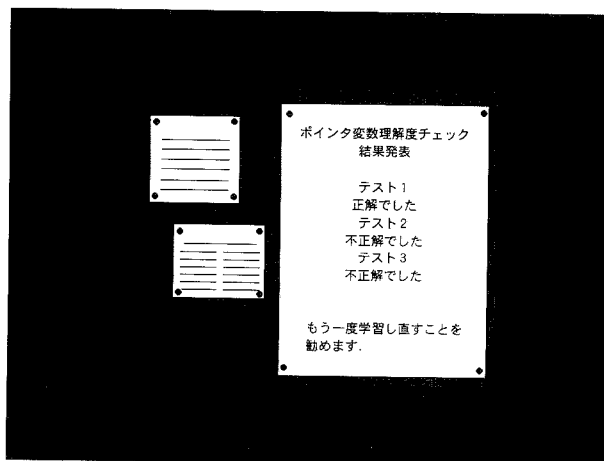 ポインタ変数理解度チェック
結果発表
テスト1
正解でした
テスト2
不正解でした
テスト3
不正解でした
もう一度学習し直すことを
勧めます.